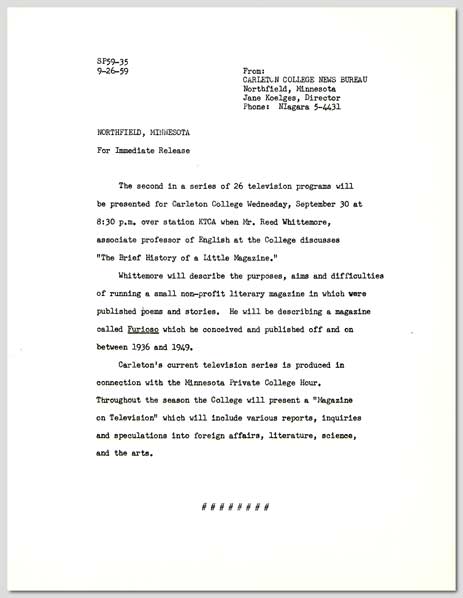 SP59-35
9-26-59
From:
CARLETON COLLEGE NEWS BUREAU
Northfield, Minnesota
Jane Koelges, Director
Phone: NIagara 5-4431
NORTHFIELD, MINNESOTA
For Immediate Release
The second in a series of 26 television programs will
be presented for Carleton College Wednesday, September 30 at
8:30 p.m. over station KTCA when Mr. Reed Whittemore,
associate professor of English at the College discusses
"The Brief History of a Little Magazine."
Whittemore will describe the purposes, aims and difficulties
of running a small non-profit literary magazine in which were
published poems and stories. He will be describing a magazine
called Furioso which he conceived and published off and on
between 1936 and 1949.
Carleton's current television series is produced in
connection with the Minnesota Private College Hour.
Throughout the season the College will present a "Magazine
on Television" which will include various reports, inquiries
and speculations into foreign affairs, literature, science,
and the arts.
# # # # # # # #